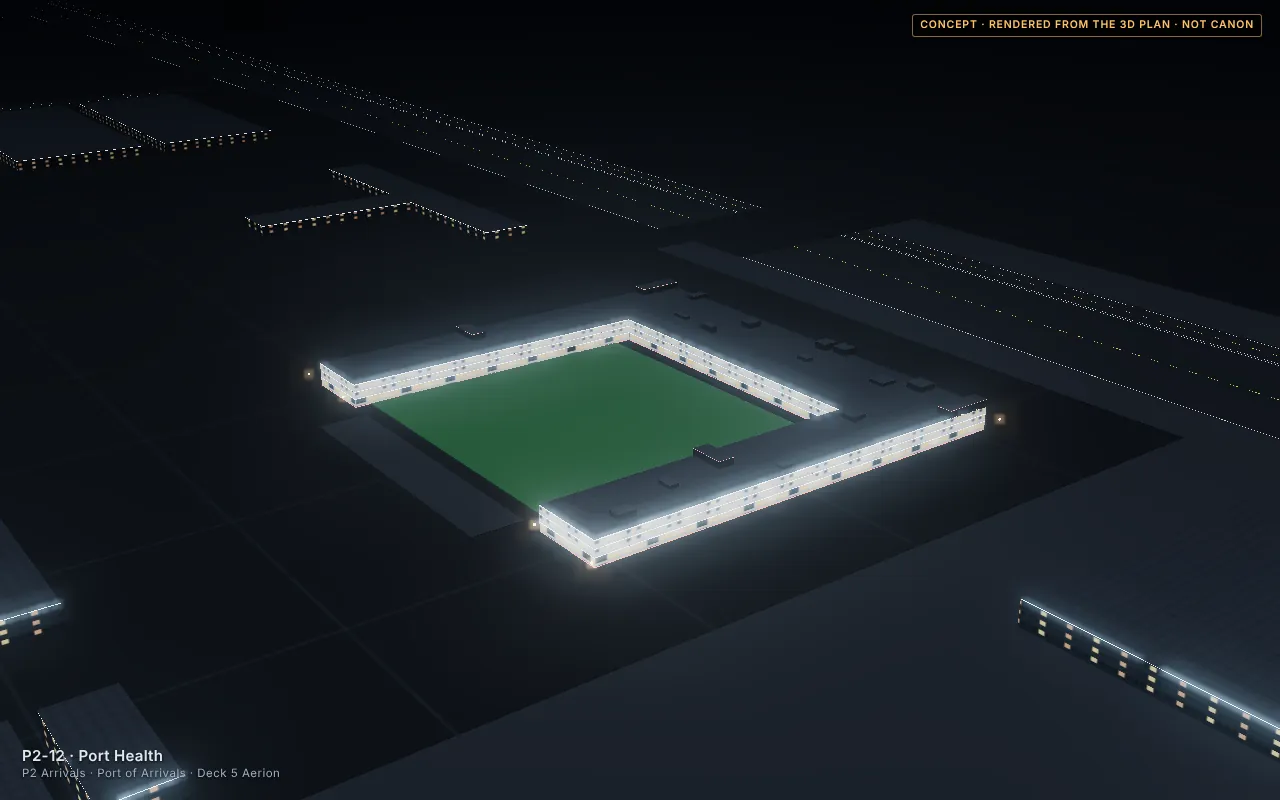 CONCEPT · RENDERED FROM THE 3D PLAN · NOT CANON
P2-12 · Port Health
P2 Arrivals · Port of Arrivals · Deck 5 Aerion